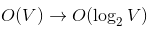 O(V) → O(log₂ V)